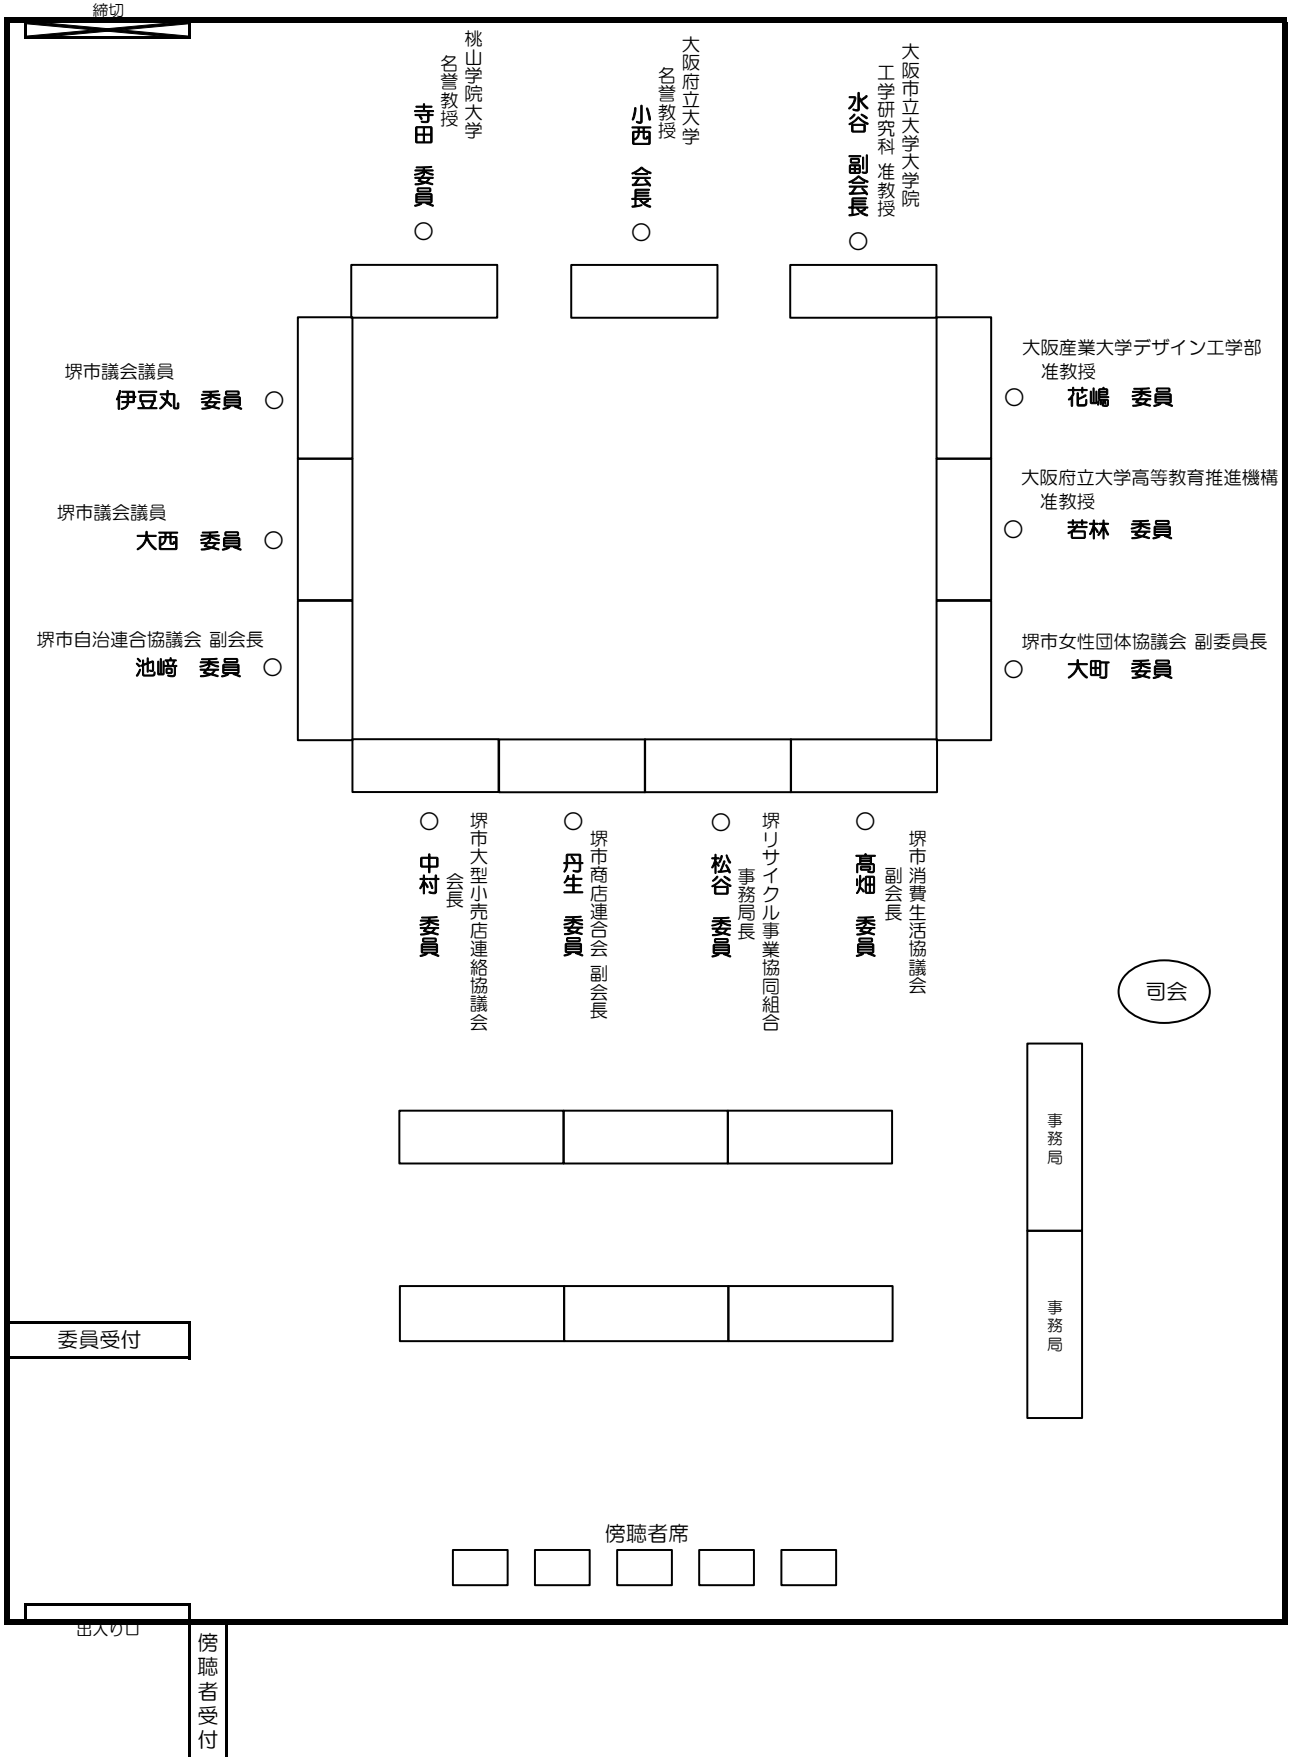 締切
大阪市立大学大学院
工学研究科 准教授
水谷　副会長 ○
大阪府立大学
名誉教授
小西　会長 ○
桃山学院大学
名誉教授
寺田　委員 ○
堺市議会議員
伊豆丸　委員 ○
堺市議会議員
大西　委員 ○
堺市自治連合協議会 副会長
池﨑　委員 ○
大阪産業大学デザイン工学部
准教授
○ 花嶋　委員
大阪府立大学高等教育推進機構
准教授
○ 若林　委員
堺市女性団体協議会 副委員長
○ 大町　委員
堺市消費生活協議会
副会長
○ 髙畑　委員
堺リサイクル事業協同組合
事務局長
○ 松谷　委員
堺市商店連合会 副会長
○ 丹生　委員
堺市大型小売店連絡協議会
会長
○ 中村　委員
司会
事務局
事務局
委員受付
傍聴者席
出入り口
傍聴者受付